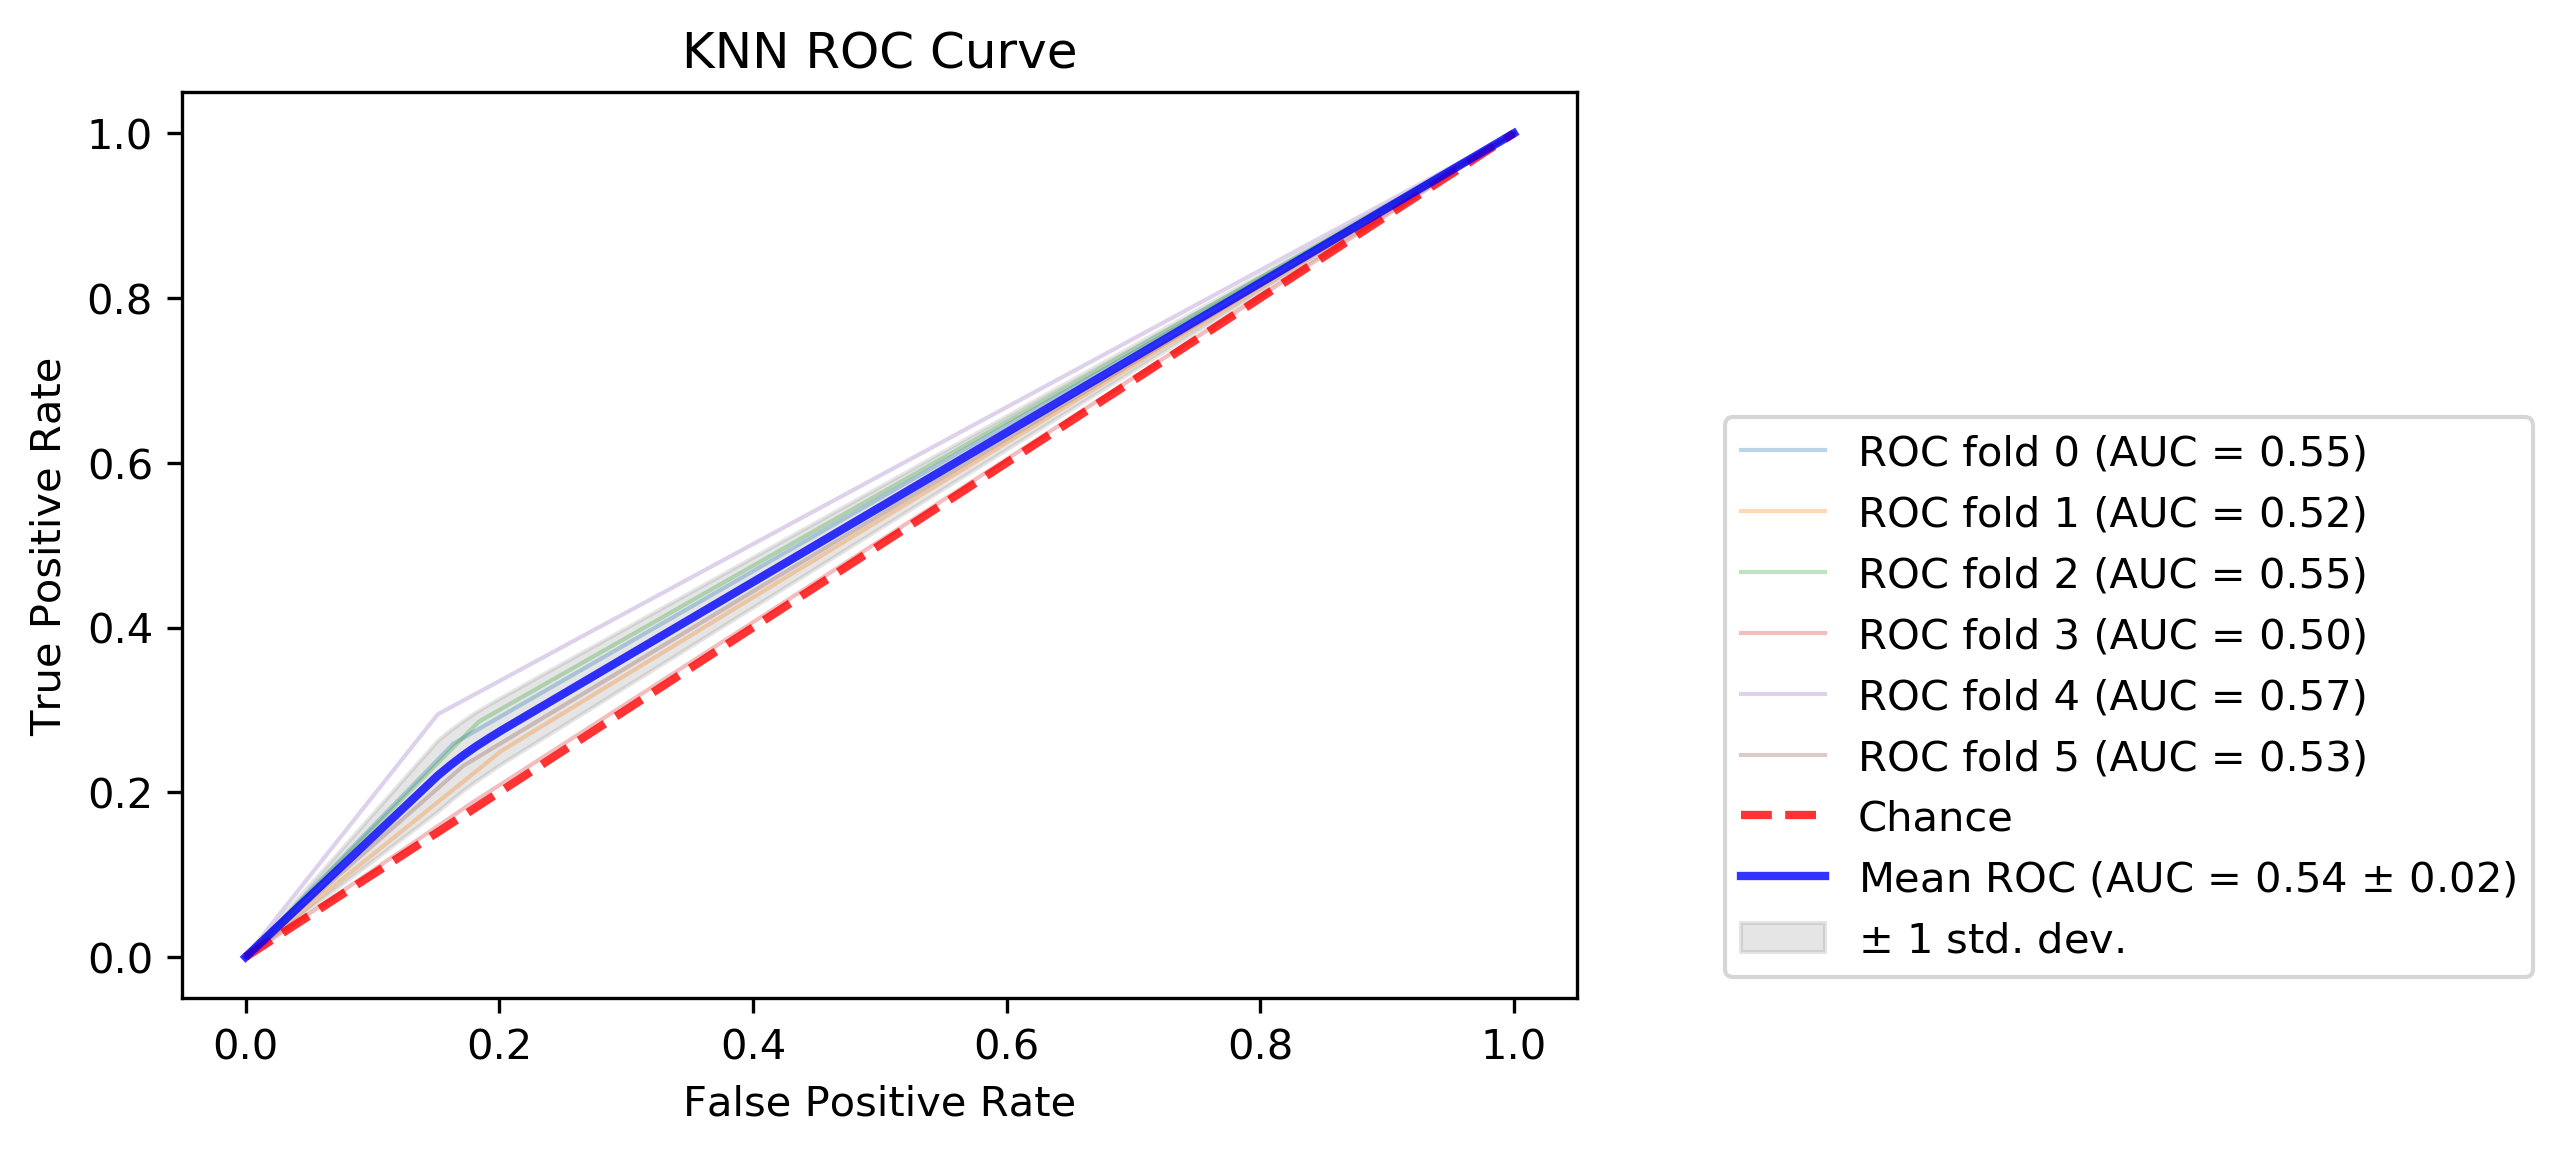 KNN ROC Curve
True Positive Rate
1.0
0.8
0.6
0.4
0.2
0.0
0.0 0.2 0.4 0.6 0.8 1.0
False Positive Rate
ROC fold 0 (AUC = 0.55)
ROC fold 1 (AUC = 0.52)
ROC fold 2 (AUC = 0.55)
ROC fold 3 (AUC = 0.50)
ROC fold 4 (AUC = 0.57)
ROC fold 5 (AUC = 0.53)
Chance
Mean ROC (AUC = 0.54 ± 0.02)
± 1 std. dev.